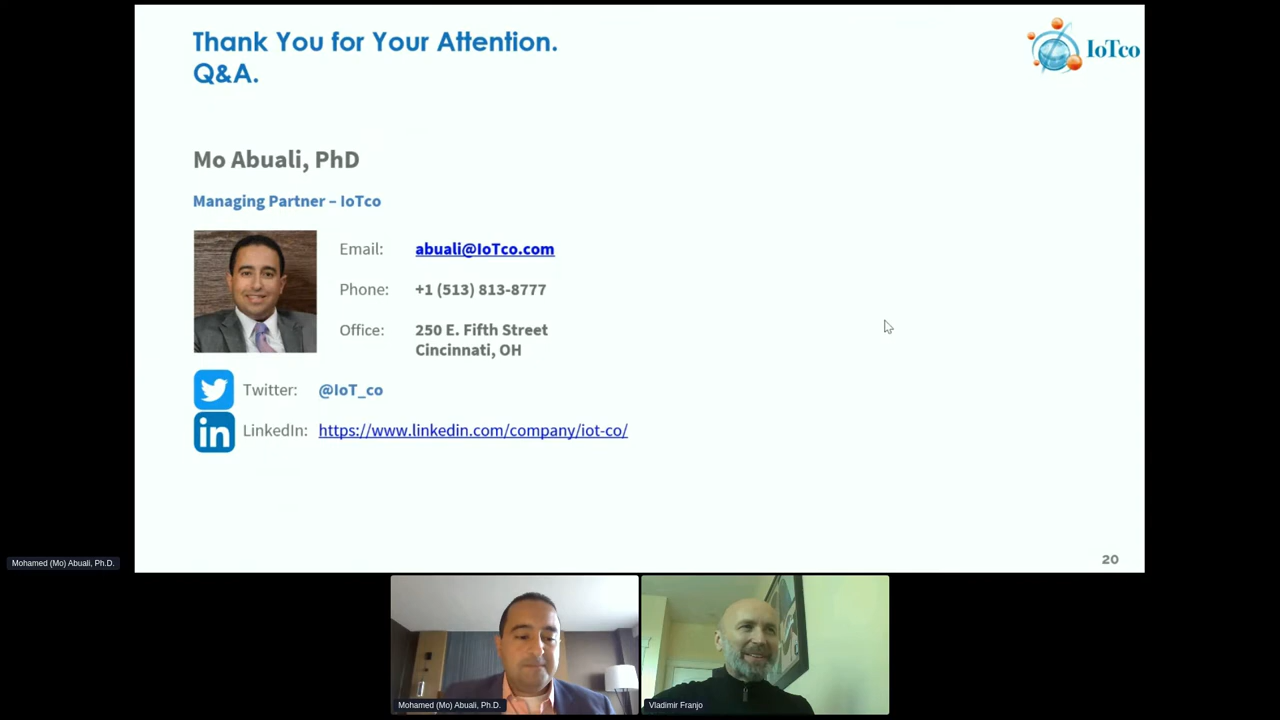 Thank You for Your Attention.
Q&A.
IoTco
Mo Abuali, PhD
Managing Partner – IoTco
Email: abuali@IoTco.com
Phone: +1 (513) 813-8777
Office: 250 E. Fifth Street
Cincinnati, OH
Twitter: @IoT_co
in LinkedIn: https://www.linkedin.com/company/iot-co/
20
Mohamed (Mo) Abuali, Ph.D.
Mohamed (Mo) Abuali, Ph.D.
Vladimir Franjo